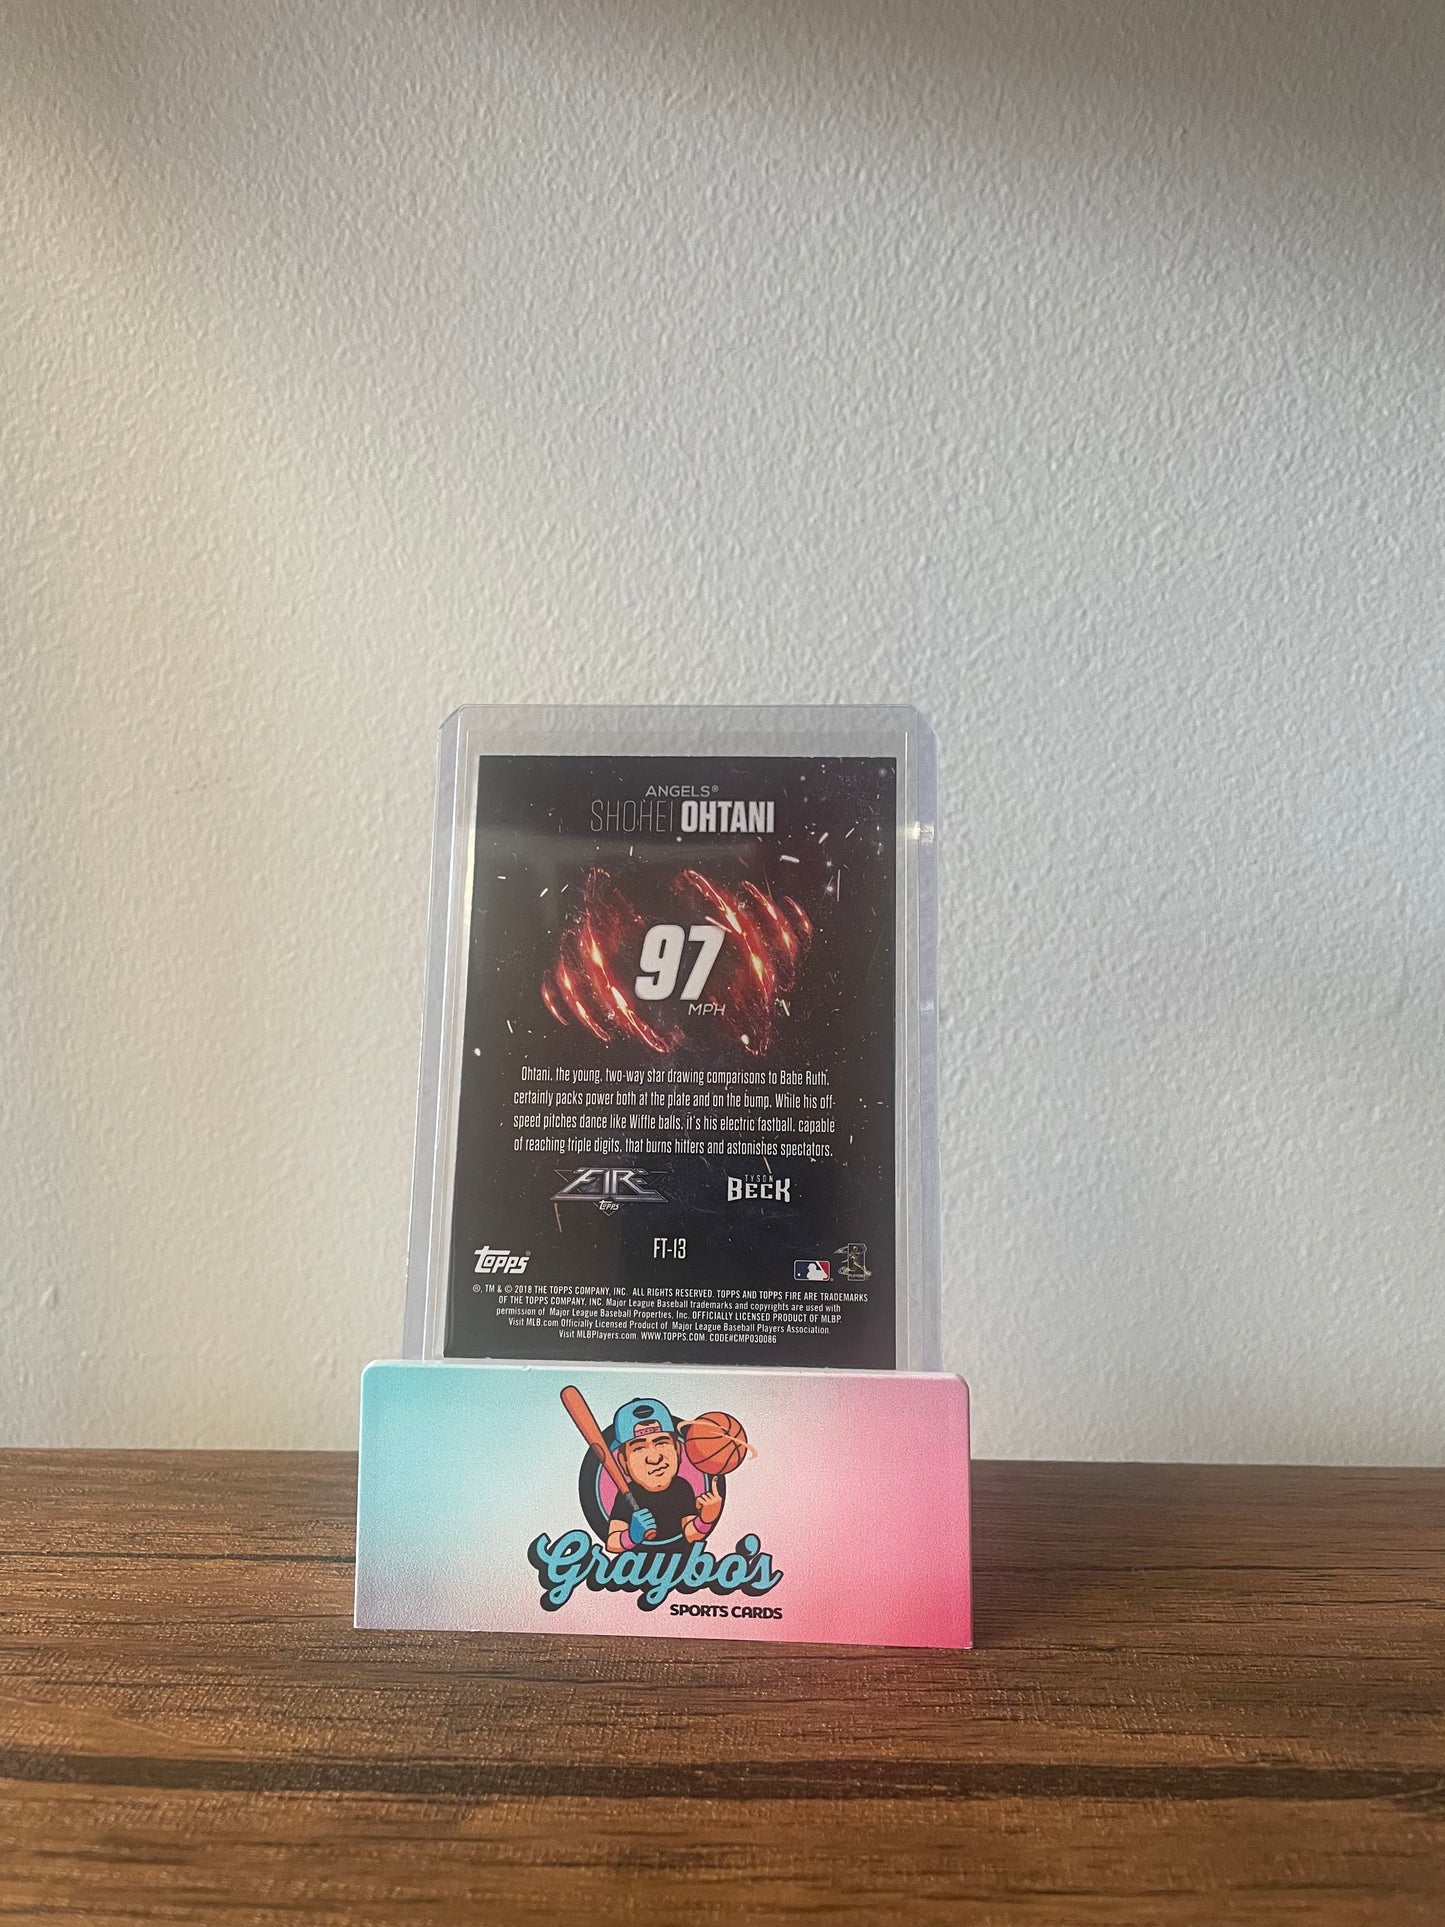 ANGELS®
SHOHEI OHTANI
97
MPH
Ohtani, the young, two-way star drawing comparisons to Babe Ruth,
certainly packs power both at the plate and on the bump. While his off-
speed pitches dance like Wiffle balls, it's his electric fastball, capable
of reaching triple digits, that burns hitters and astonishes spectators.
FIRE
TOPPS
TYSON
BECK
FT-13
TOPPS®
PLAYERS
®, TM & © 2018 THE TOPPS COMPANY, INC. ALL RIGHTS RESERVED. TOPPS AND TOPPS FIRE ARE TRADEMARKS
OF THE TOPPS COMPANY, INC. Major League Baseball trademarks and copyrights are used with
permission of Major League Baseball Properties, Inc. OFFICIALLY LICENSED PRODUCT OF MLBP.
Visit MLB.com Officially Licensed Product of Major League Baseball Players Association.
Visit MLBPlayers.com. WWW.TOPPS.COM. CODE#CMP030086
Graybo's
SPORTS CARDS